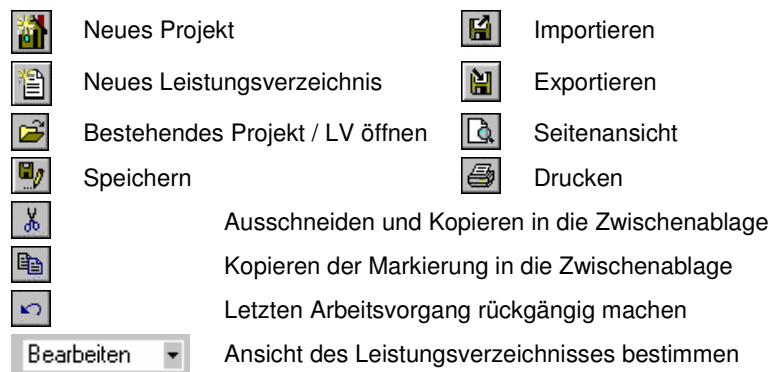 Neues Projekt Importieren
Neues Leistungsverzeichnis Exportieren
Bestehendes Projekt / LV öffnen Seitenansicht
Speichern Drucken
Ausschneiden und Kopieren in die Zwischenablage
Kopieren der Markierung in die Zwischenablage
Letzten Arbeitsvorgang rückgängig machen
Bearbeiten Ansicht des Leistungsverzeichnisses bestimmen